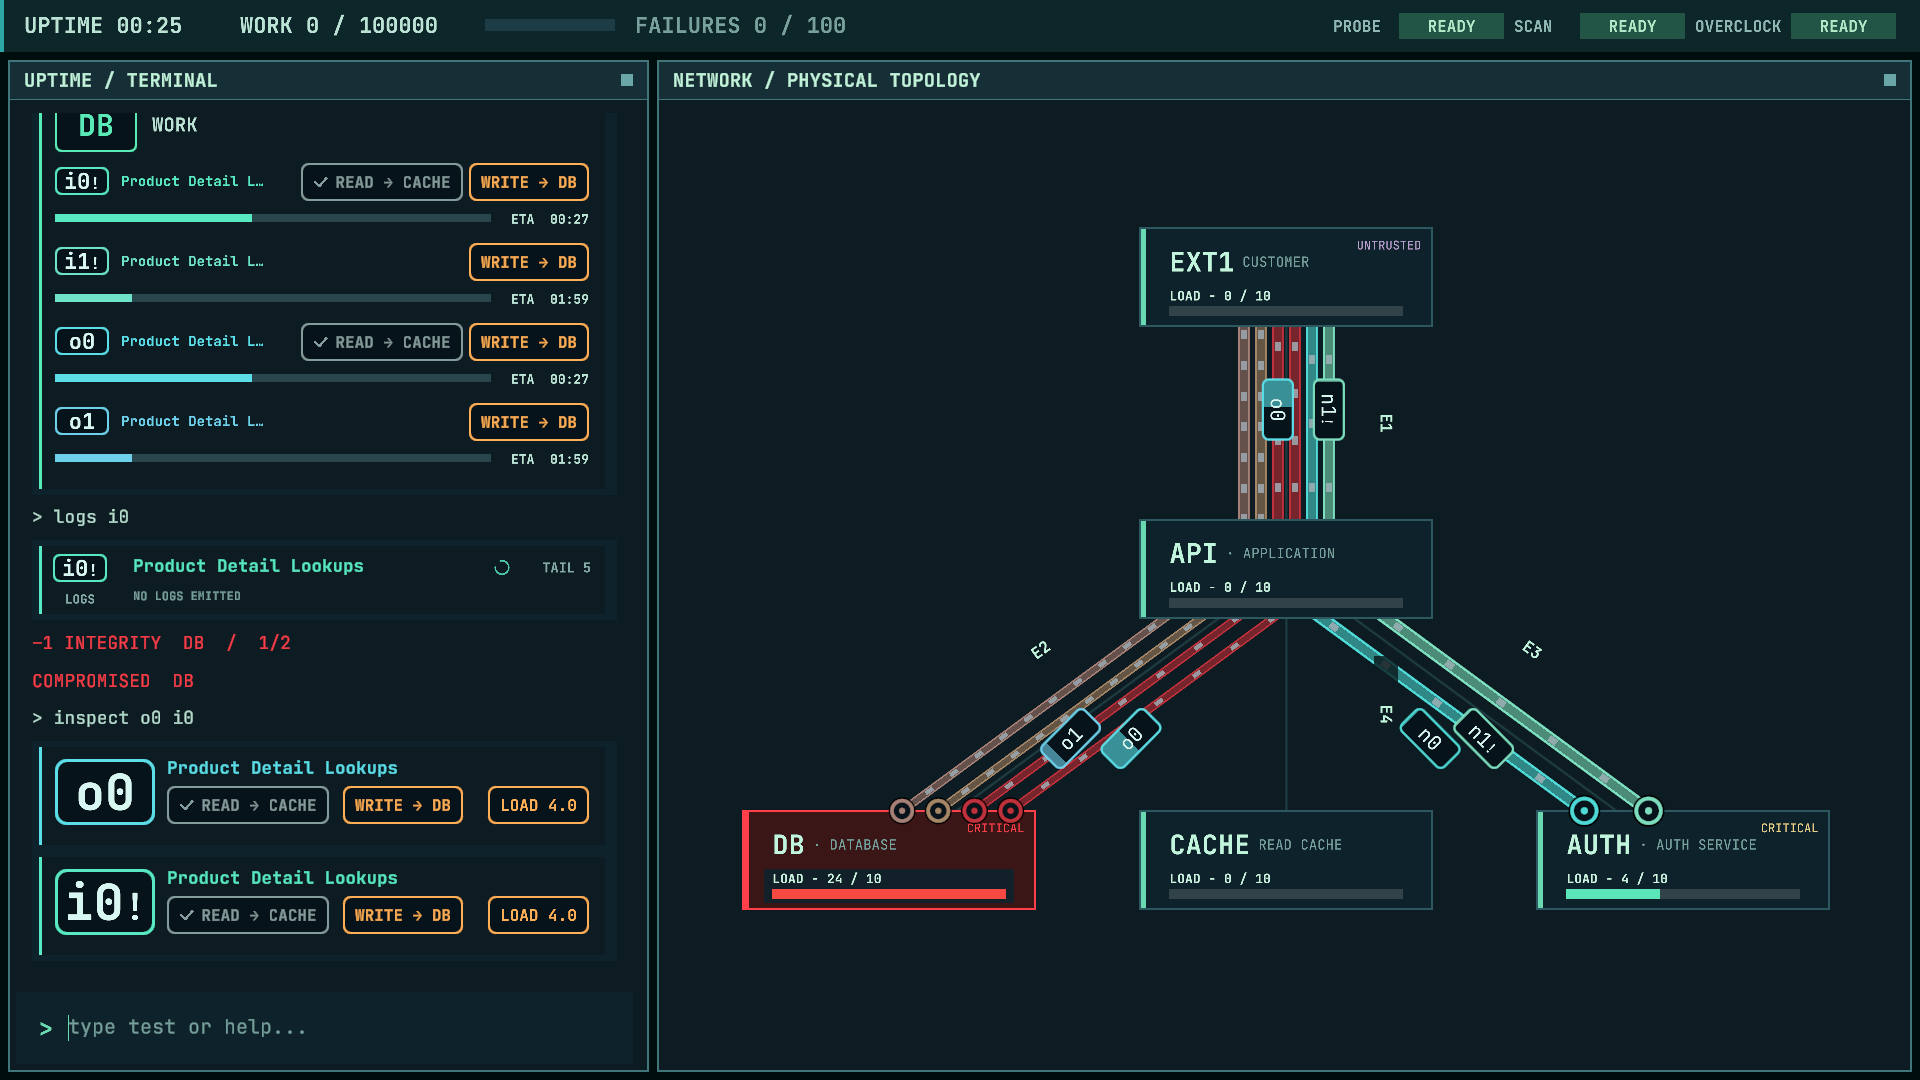 UPTIME 00:25
WORK 0 / 100000
FAILURES 0 / 100
PROBE READY
SCAN READY
OVERCLOCK READY
UPTIME / TERMINAL
DB WORK
i0! Product Detail L… ✓ READ → CACHE WRITE → DB
ETA 00:27
i1! Product Detail L… WRITE → DB
ETA 01:59
o0 Product Detail L… ✓ READ → CACHE WRITE → DB
ETA 00:27
o1 Product Detail L… WRITE → DB
ETA 01:59
> logs i0
i0! Product Detail Lookups TAIL 5
LOGS NO LOGS EMITTED
−1 INTEGRITY DB / 1/2
COMPROMISED DB
> inspect o0 i0
o0 Product Detail Lookups
✓ READ → CACHE WRITE → DB LOAD 4.0
i0! Product Detail Lookups
✓ READ → CACHE WRITE → DB LOAD 4.0
> type test or help...
NETWORK / PHYSICAL TOPOLOGY
UNTRUSTED
EXT1 CUSTOMER
LOAD - 0 / 10
o0
n1!
E1
API · APPLICATION
LOAD - 0 / 10
E2
E3
E4
o1
o0
n0
n1!
CRITICAL
DB · DATABASE
LOAD - 24 / 10
CACHE READ CACHE
LOAD - 0 / 10
CRITICAL
AUTH · AUTH SERVICE
LOAD - 4 / 10